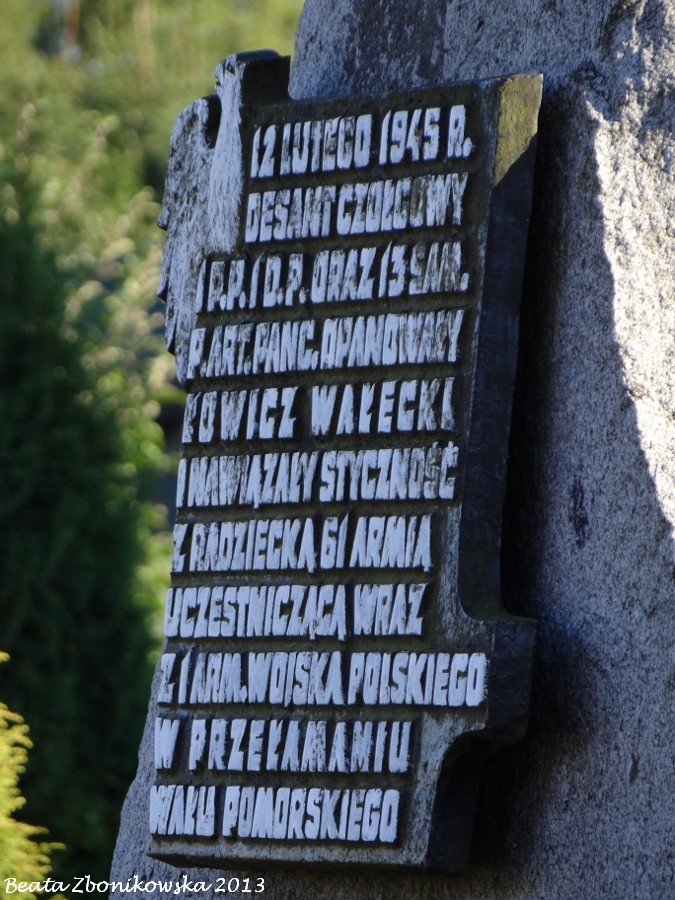 12 LUTEGO 1945 R.
DESANT CZOŁGOWY
1 P.P. 1 D.P. ORAZ 13 SAM.
P. ART. PANC. OPANOWAŁY
ŁOWICZ WAŁECKI
I NAWIĄZAŁY STYCZNOŚĆ
Z RADZIECKĄ 61 ARMIĄ
UCZESTNICZĄCĄ WRAZ
Z 1 ARM. WOJSKA POLSKIEGO
W PRZEŁAMANIU
WAŁU POMORSKIEGO
Beata Zbonikowska 2013